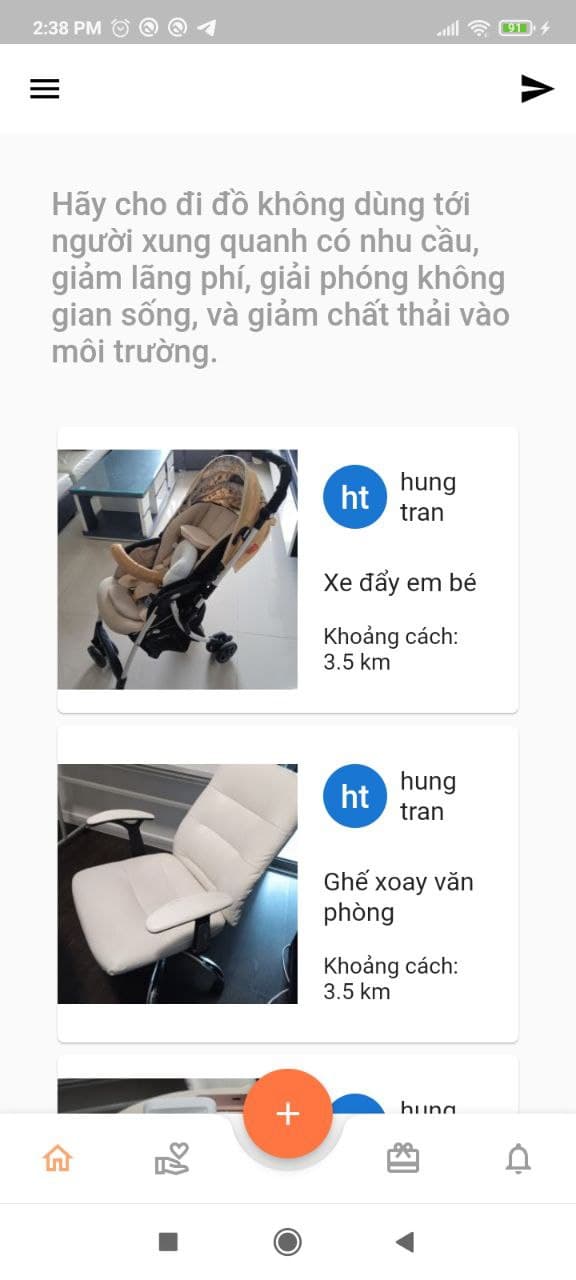 2:38 PM
91
Hãy cho đi đồ không dùng tới
người xung quanh có nhu cầu,
giảm lãng phí, giải phóng không
gian sống, và giảm chất thải vào
môi trường.
ht
hung
tran
Xe đẩy em bé
Khoảng cách:
3.5 km
ht
hung
tran
Ghế xoay văn
phòng
Khoảng cách:
3.5 km
hung